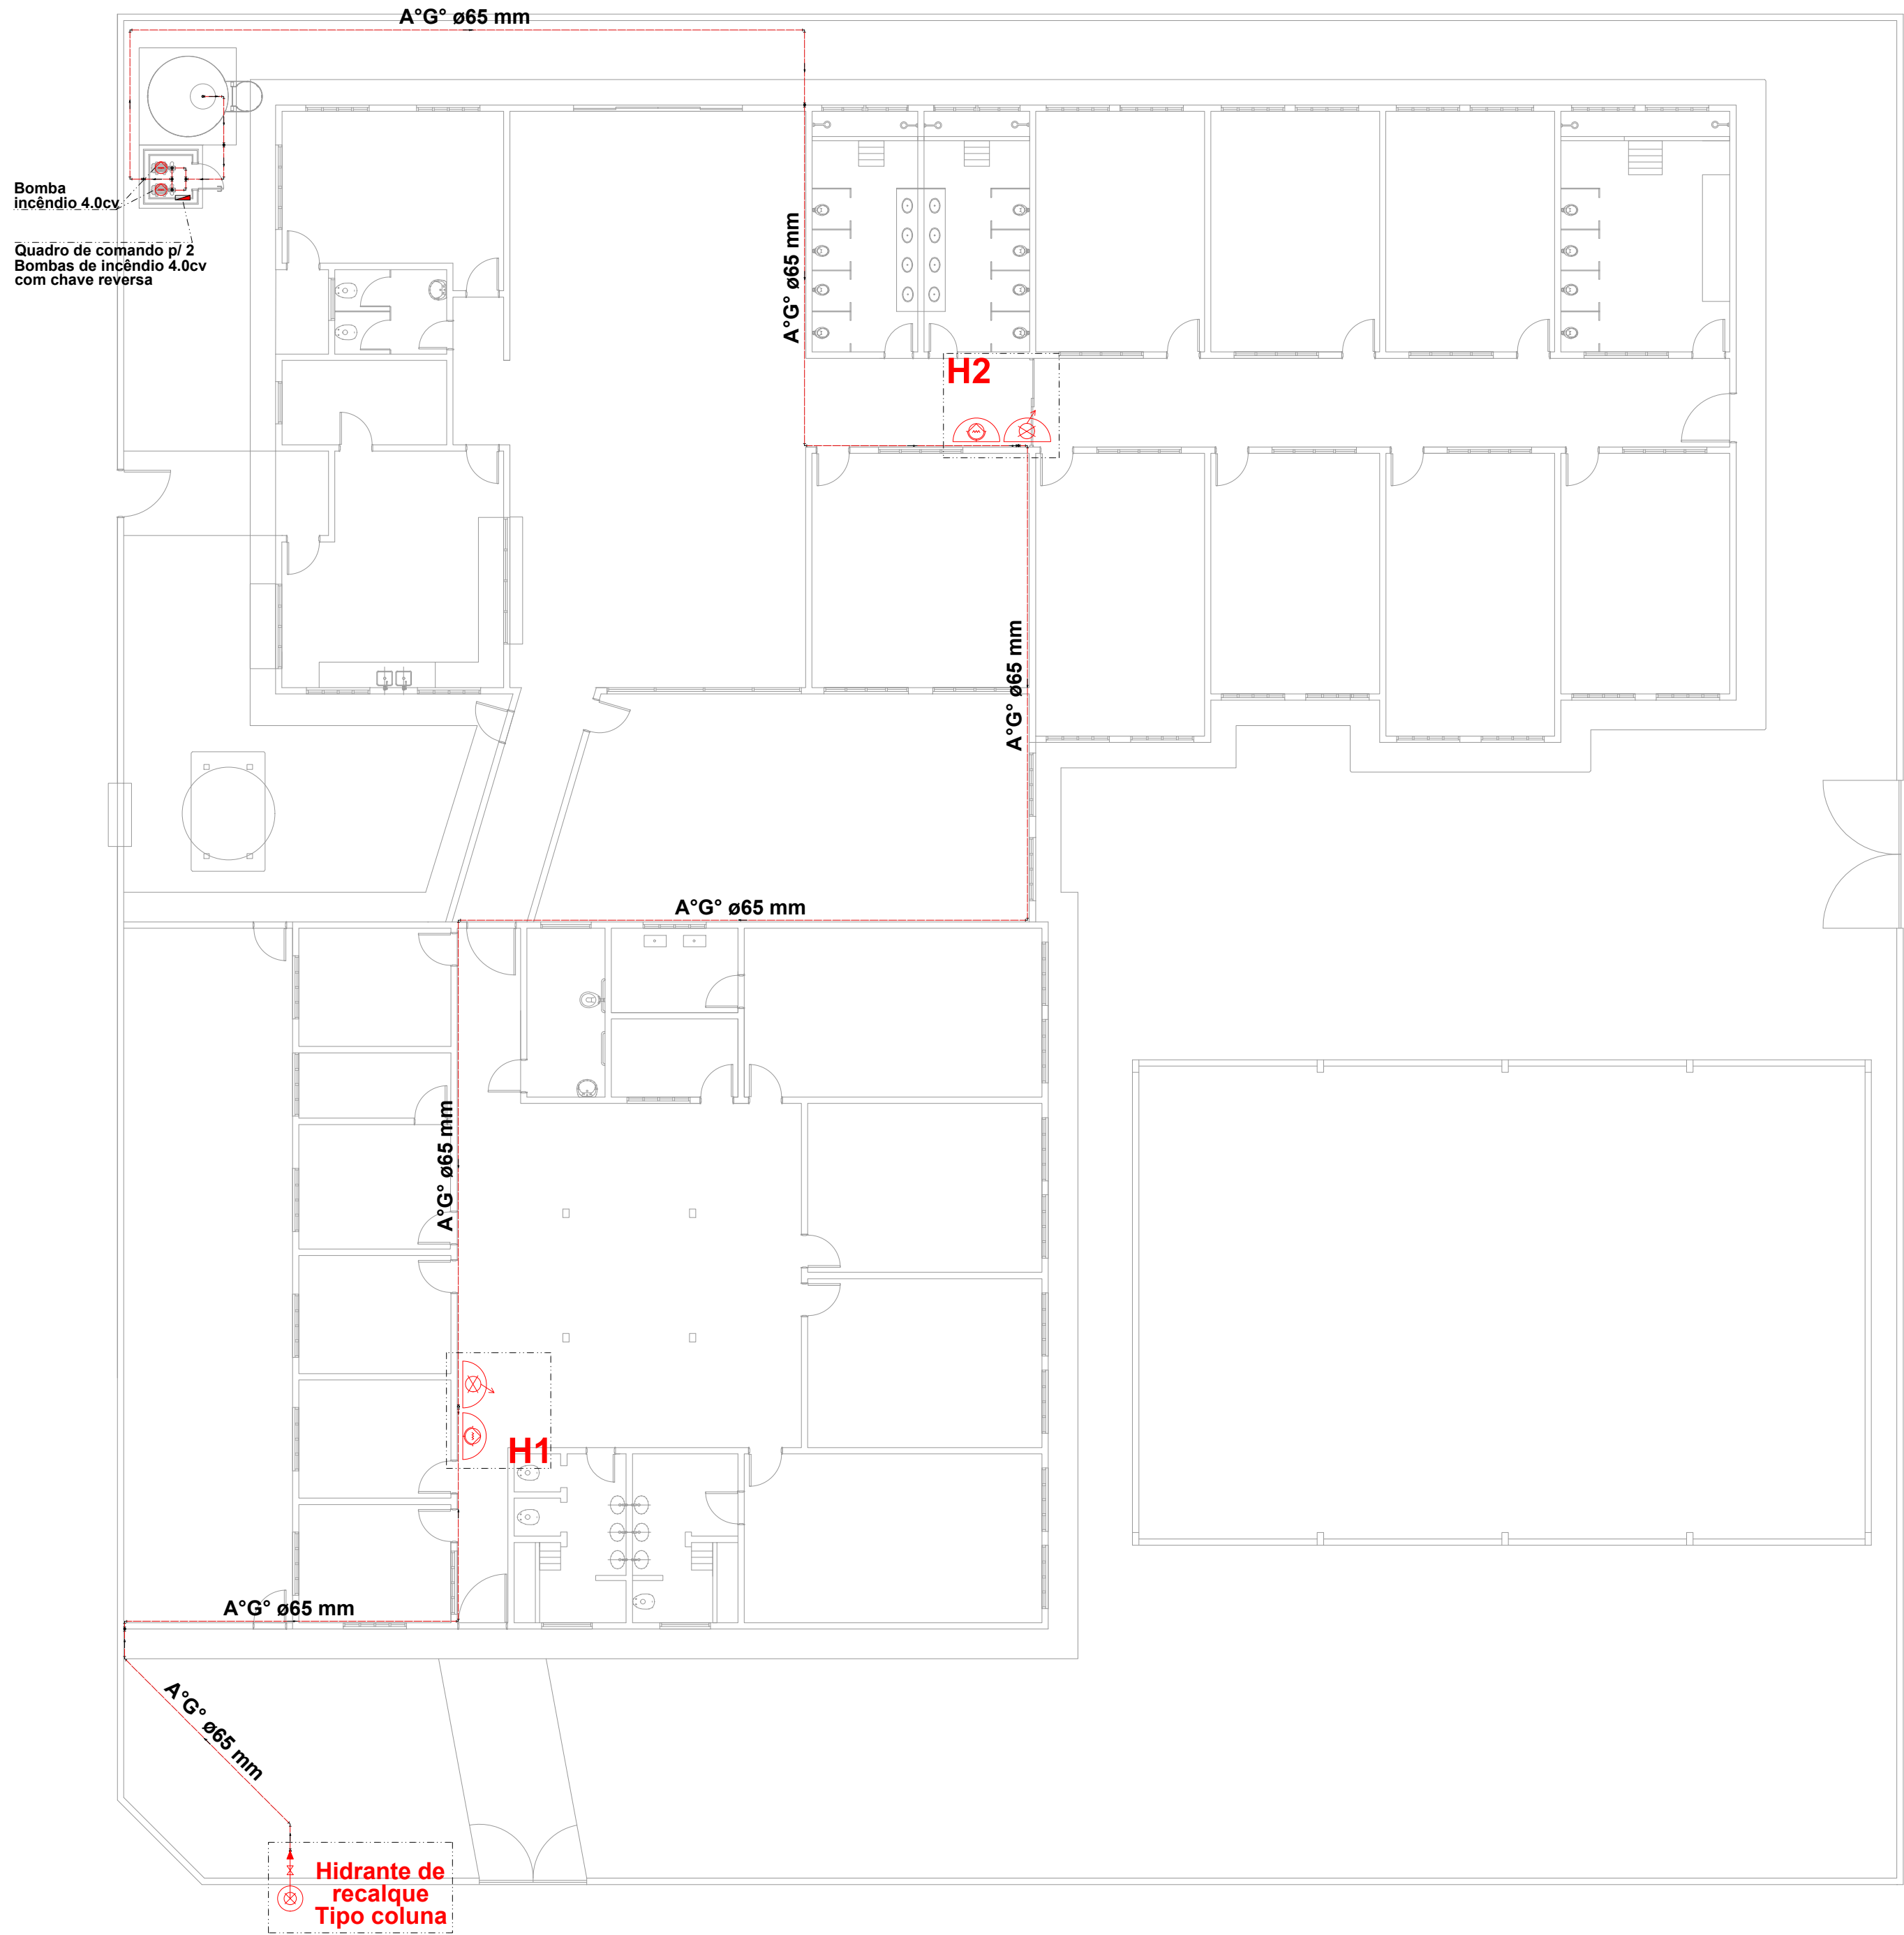 A°G° ø65 mm
Bomba
incêndio 4.0cv
Quadro de comando p/ 2
Bombas de incêndio 4.0cv
com chave reversa
A°G° ø65 mm
H2
A°G° ø65 mm
A°G° ø65 mm
A°G° ø65 mm
H1
A°G° ø65 mm
A°G° ø65 mm
Hidrante de
recalque
Tipo coluna